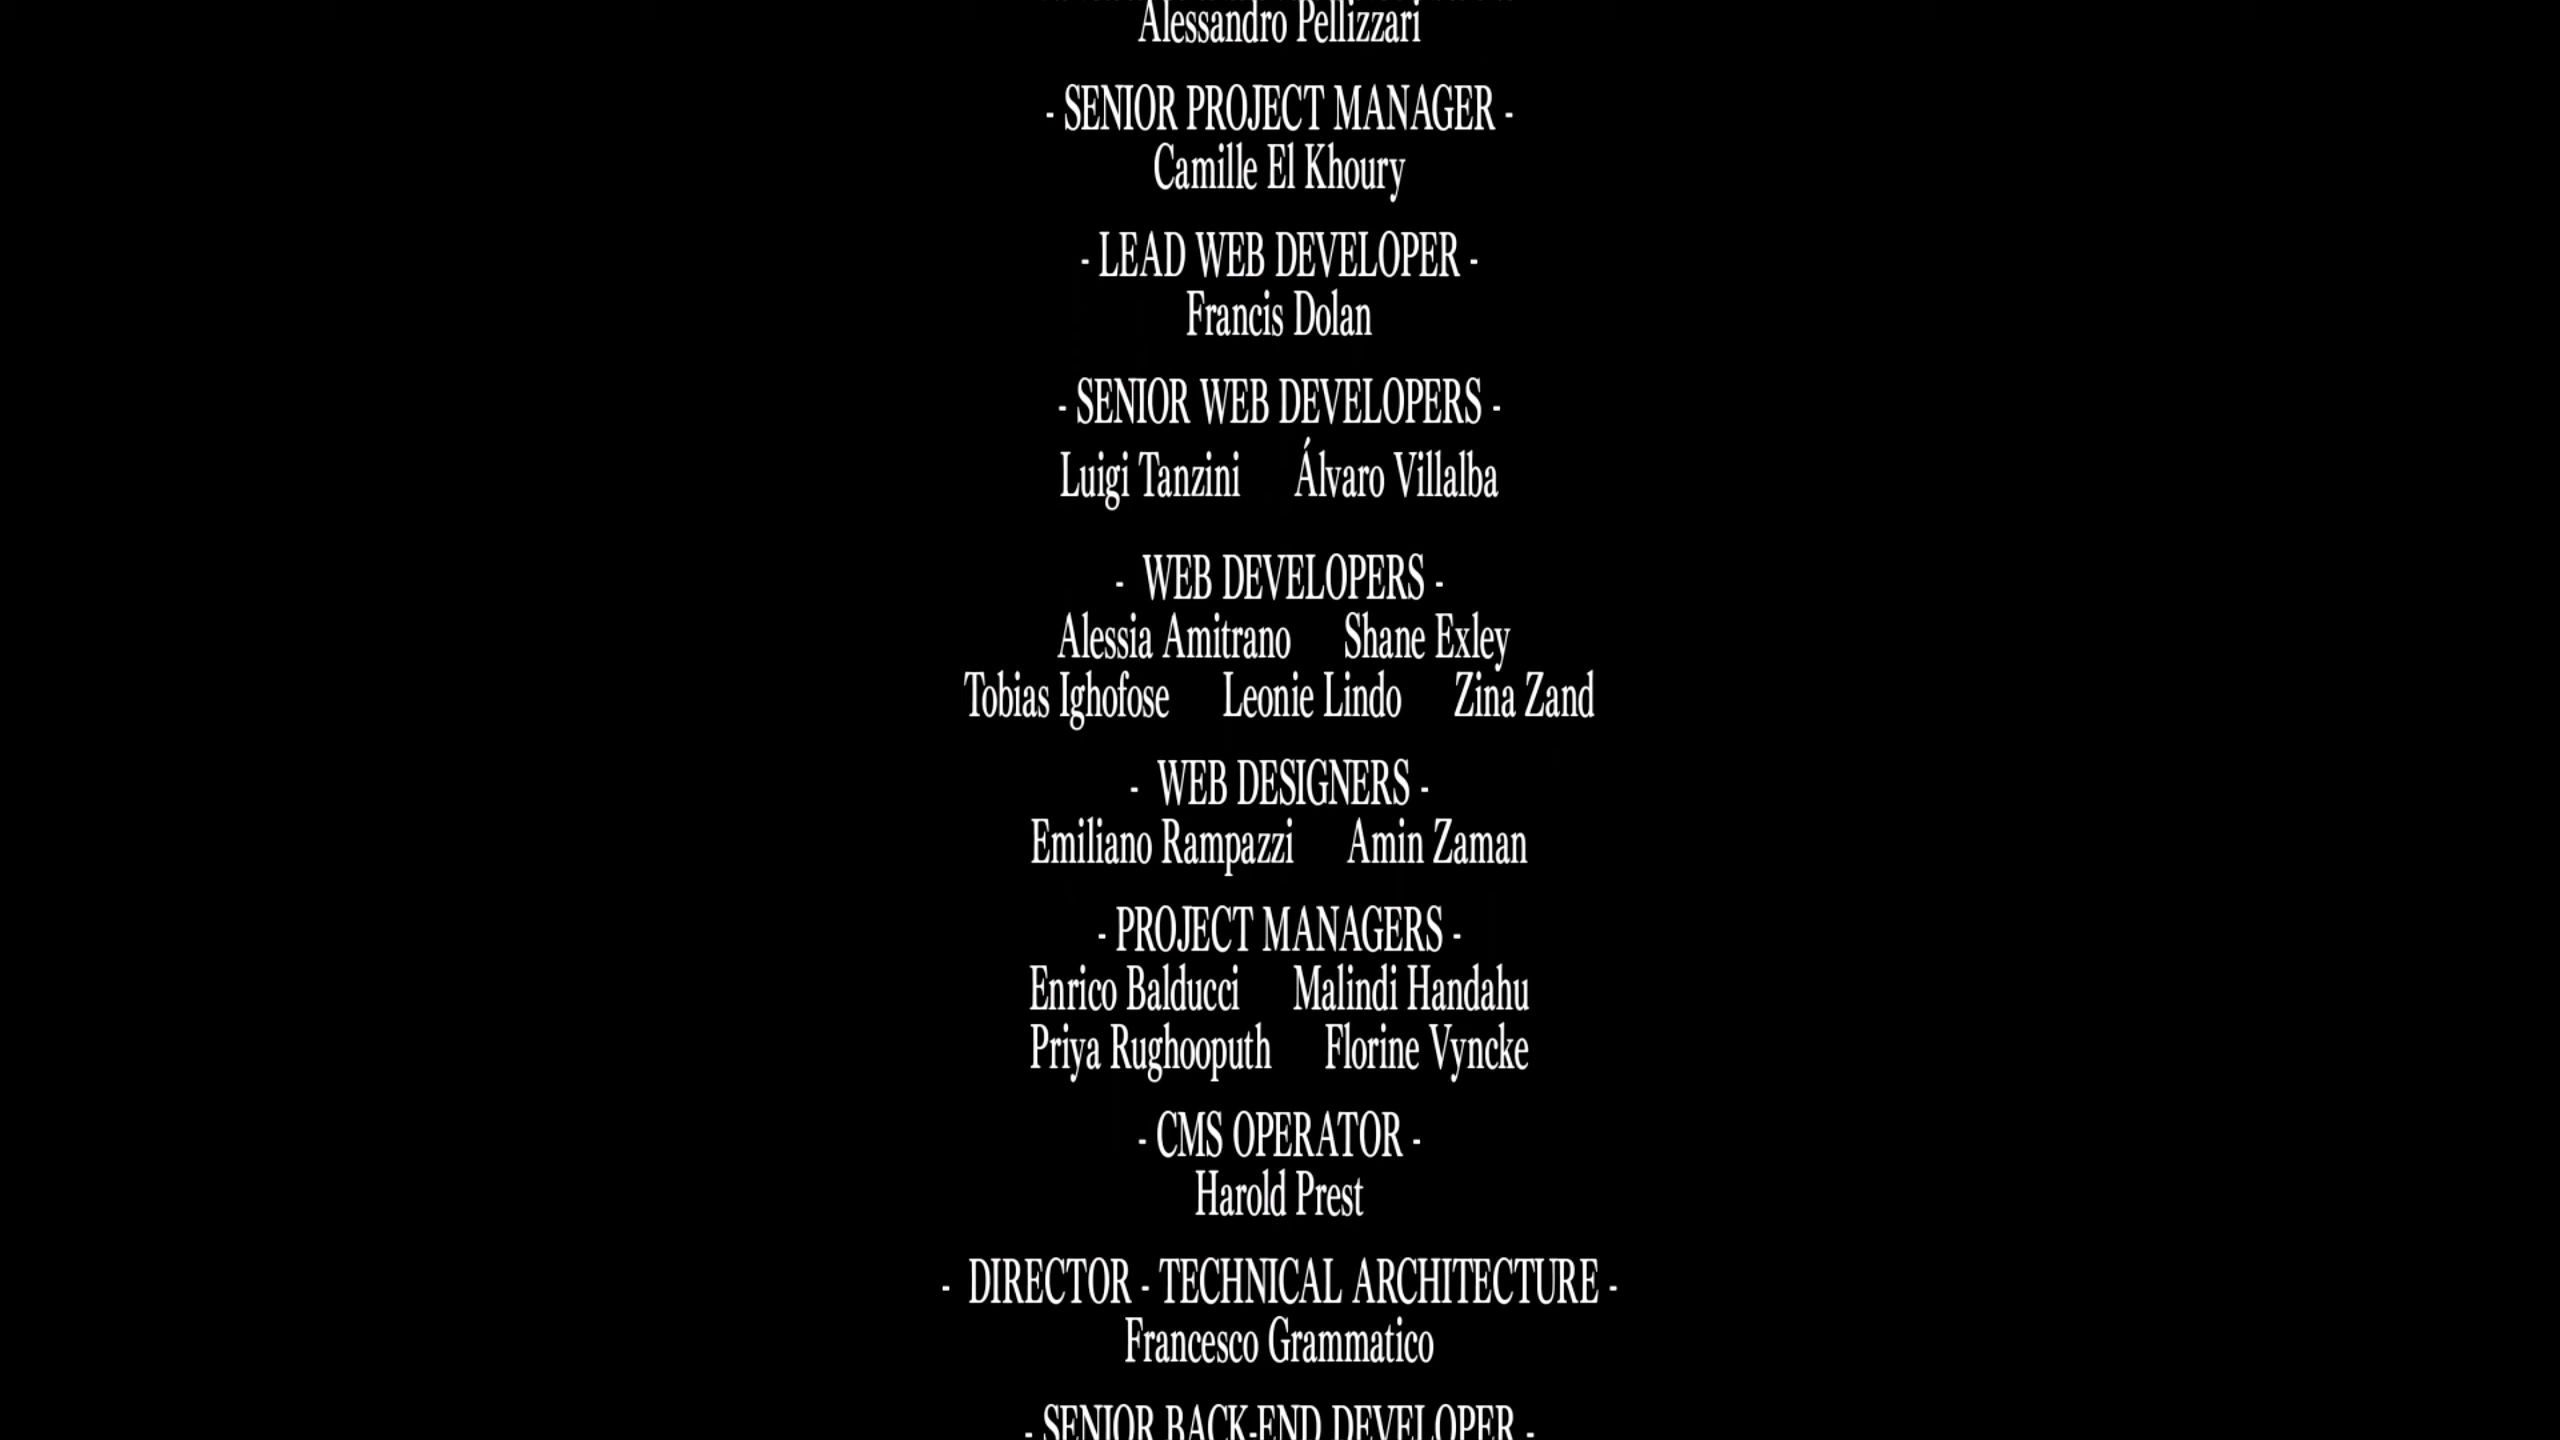 Alessandro Pellizzari
- SENIOR PROJECT MANAGER -
Camille El Khoury
- LEAD WEB DEVELOPER -
Francis Dolan
- SENIOR WEB DEVELOPERS -
Luigi Tanzini Álvaro Villalba
- WEB DEVELOPERS -
Alessia Amitrano Shane Exley
Tobias Ighofose Leonie Lindo Zina Zand
- WEB DESIGNERS -
Emiliano Rampazzi Amin Zaman
- PROJECT MANAGERS -
Enrico Balducci Malindi Handahu
Priya Rughooputh Florine Vyncke
- CMS OPERATOR -
Harold Prest
- DIRECTOR - TECHNICAL ARCHITECTURE -
Francesco Grammatico
- SENIOR BACK-END DEVELOPER -